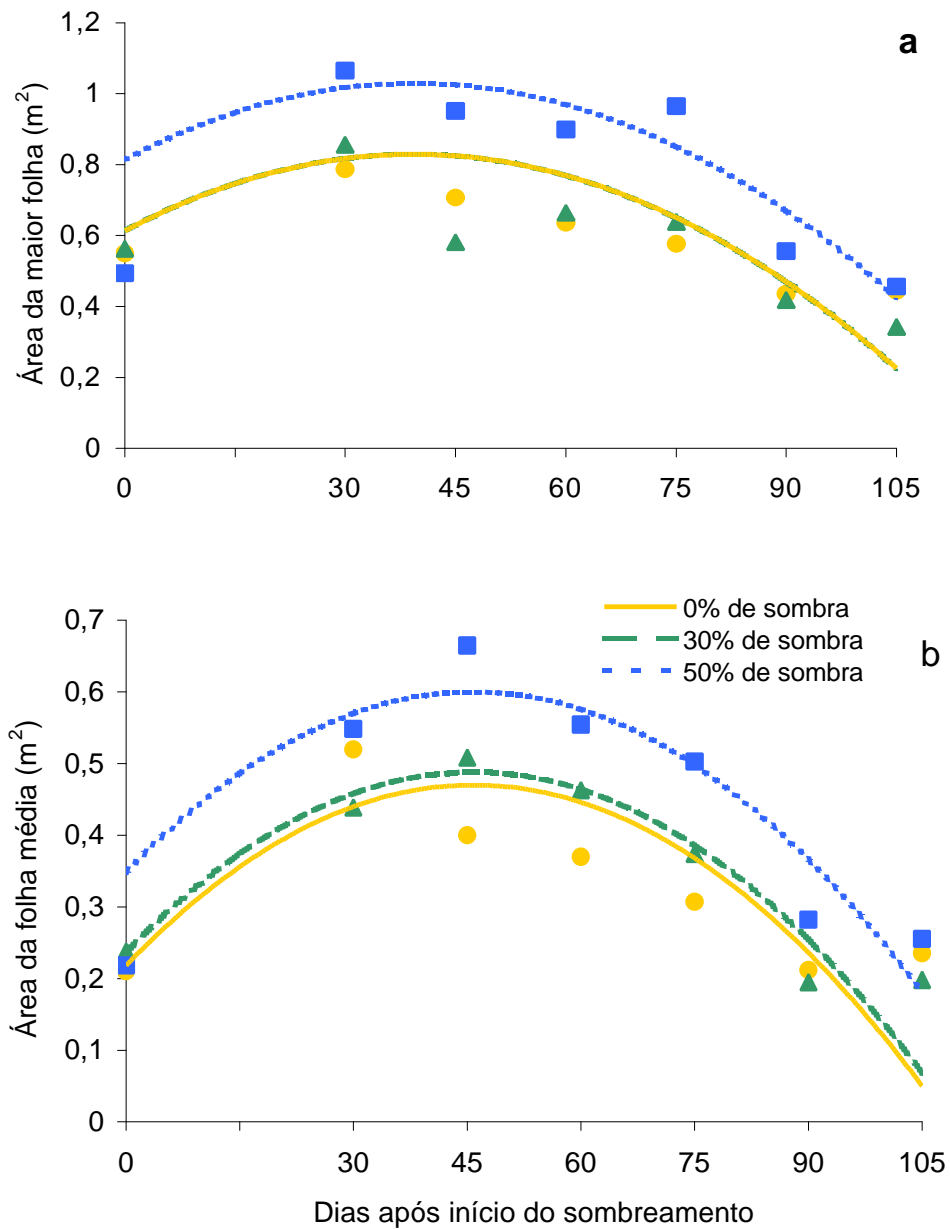 a
Área da maior folha (m²)
1,2
1
0,8
0,6
0,4
0,2
0
0 30 45 60 75 90 105
b
0% de sombra
30% de sombra
50% de sombra
Área da folha média (m²)
0,7
0,6
0,5
0,4
0,3
0,2
0,1
0
0 30 45 60 75 90 105
Dias após início do sombreamento